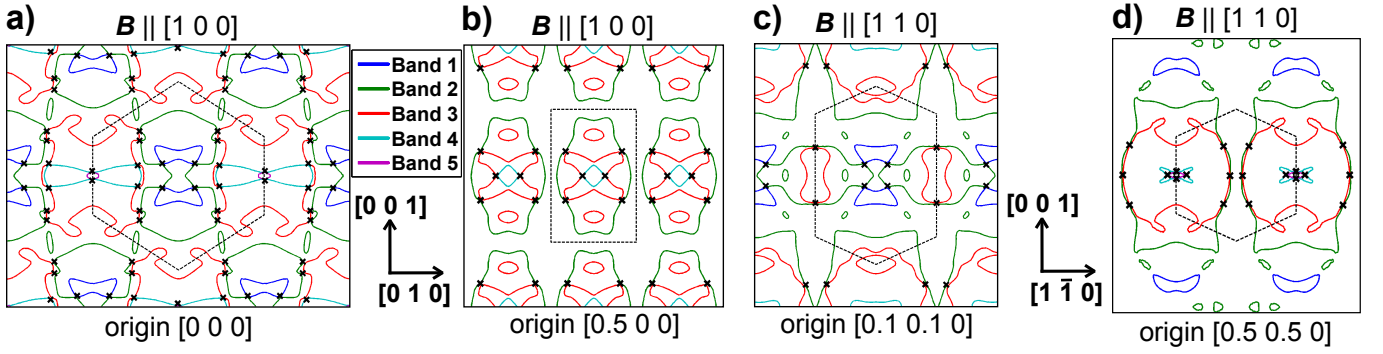 a)
B || [1 0 0]
origin [0 0 0]
Band 1
Band 2
Band 3
Band 4
Band 5
[0 0 1]
[0 1 0]
b)
B || [1 0 0]
origin [0.5 0 0]
c)
B || [1 1 0]
origin [0.1 0.1 0]
[0 0 1]
[1 1̅ 0]
d)
B || [1 1 0]
origin [0.5 0.5 0]